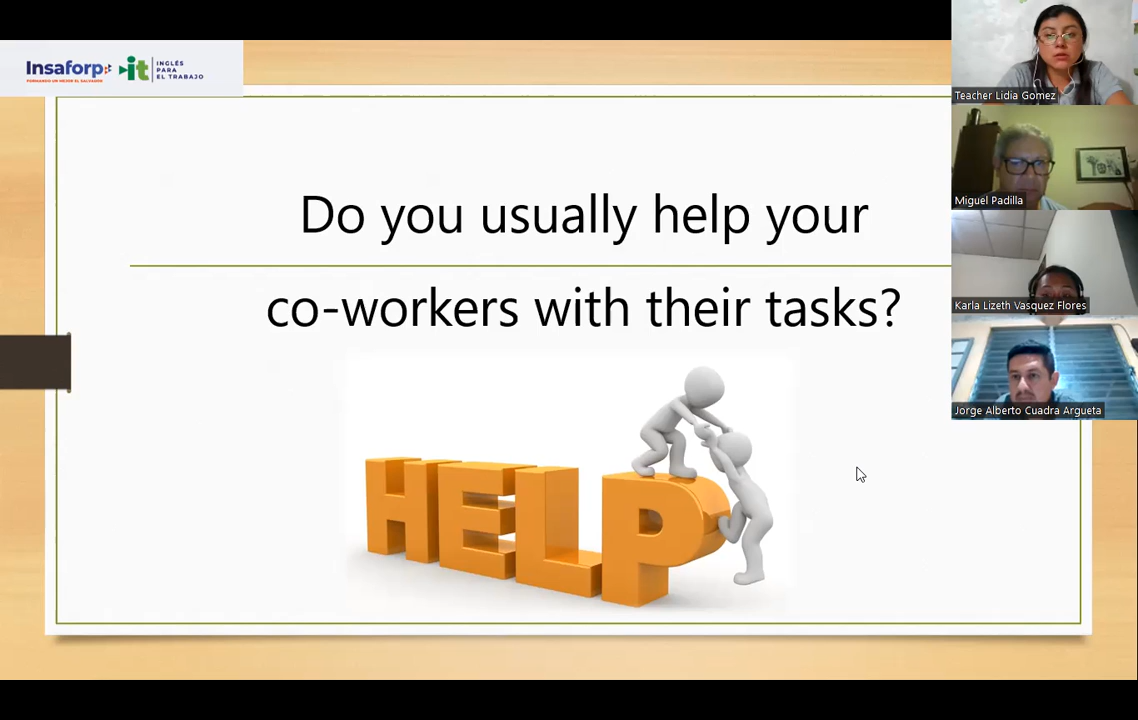 Insaforp
FORMANDO UN MEJOR EL SALVADOR
it
INGLÉS
PARA
EL TRABAJO
Do you usually help your
co-workers with their tasks?
HELP
Teacher Lidia Gomez
Miguel Padilla
Karla Lizeth Vasquez Flores
Jorge Alberto Cuadra Argueta